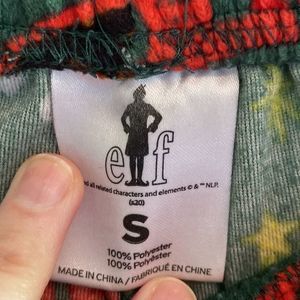 elf
and all related characters and elements © & ™ NLP.
(s20)
S
100% Polyester
100% Polyester
MADE IN CHINA / FABRIQUÉ EN CHINE